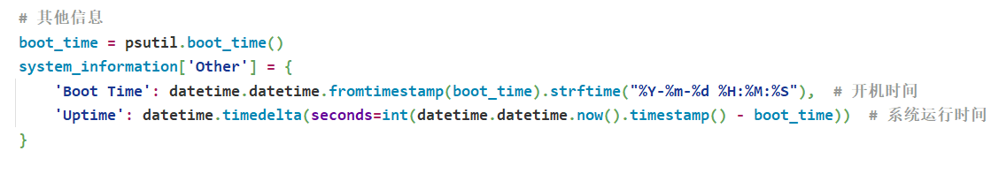 # 其他信息
boot_time = psutil.boot_time()
system_information['Other'] = {
    'Boot Time': datetime.datetime.fromtimestamp(boot_time).strftime("%Y-%m-%d %H:%M:%S"),  # 开机时间
    'Uptime': datetime.timedelta(seconds=int(datetime.datetime.now().timestamp() - boot_time))  # 系统运行时间
}